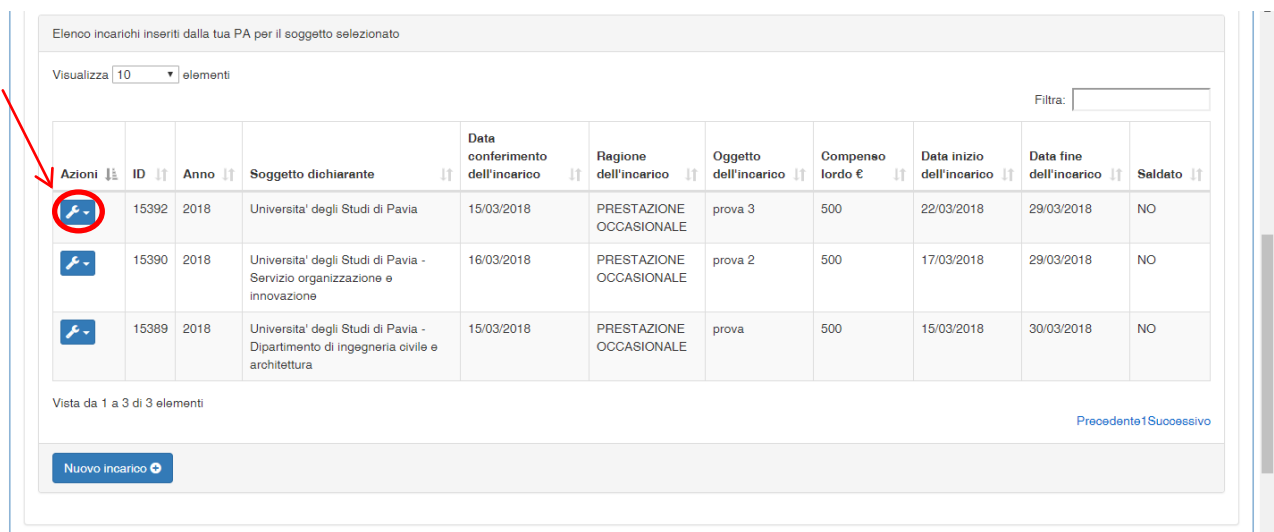 Elenco incarichi inseriti dalla tua PA per il soggetto selezionato
Visualizza 10 elementi
Filtra:
Azioni ID Anno Soggetto dichiarante Data conferimento dell'incarico Ragione dell'incarico Oggetto dell'incarico Compenso lordo € Data inizio dell'incarico Data fine dell'incarico Saldato
15392 2018 Universita' degli Studi di Pavia 15/03/2018 PRESTAZIONE OCCASIONALE prova 3 500 22/03/2018 29/03/2018 NO
15390 2018 Universita' degli Studi di Pavia - Servizio organizzazione e innovazione 16/03/2018 PRESTAZIONE OCCASIONALE prova 2 500 17/03/2018 29/03/2018 NO
15389 2018 Universita' degli Studi di Pavia - Dipartimento di ingegneria civile e architettura 15/03/2018 PRESTAZIONE OCCASIONALE prova 500 15/03/2018 30/03/2018 NO
Vista da 1 a 3 di 3 elementi
Precedente1Successivo
Nuovo incarico